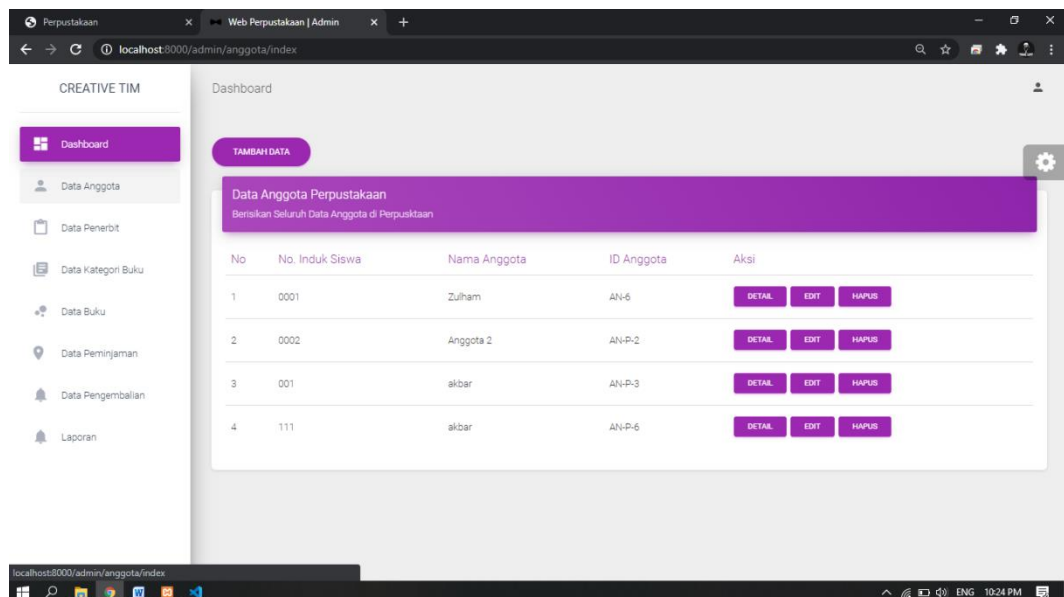 Perpustakaan
Web Perpustakaan | Admin
localhost:8000/admin/anggota/index
CREATIVE TIM
Dashboard
Dashboard
Data Anggota
Data Penerbit
Data Kategori Buku
Data Buku
Data Peminjaman
Data Pengembalian
Laporan
TAMBAH DATA
Data Anggota Perpustakaan
Berisikan Seluruh Data Anggota di Perpusktaan
No No. Induk Siswa Nama Anggota ID Anggota Aksi
1 0001 Zulham AN-6 DETAIL EDIT HAPUS
2 0002 Anggota 2 AN-P-2 DETAIL EDIT HAPUS
3 001 akbar AN-P-3 DETAIL EDIT HAPUS
4 111 akbar AN-P-6 DETAIL EDIT HAPUS
localhost:8000/admin/anggota/index
ENG 10:24 PM